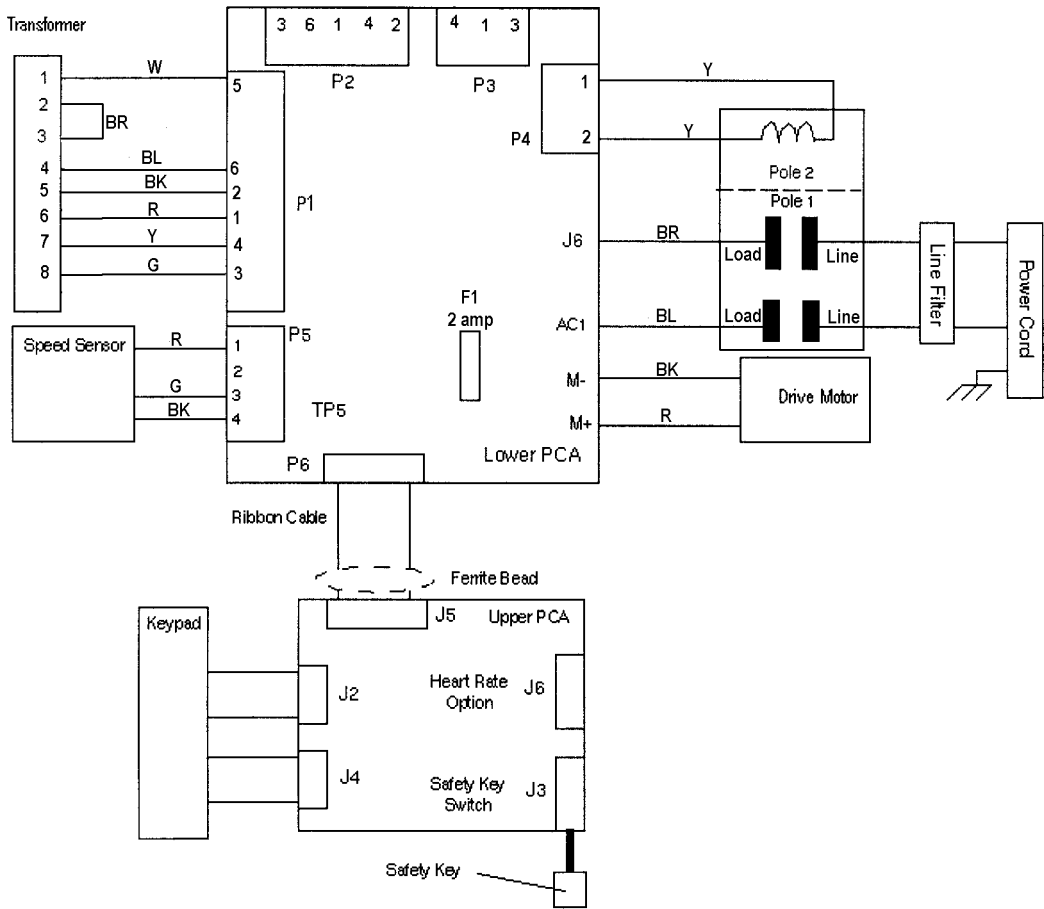 Transformer
3 6 1 4 2
4 1 3
P2
P3
1 W 5
2
BR
3
4 BL 6
5 BK 2
6 R 1
7 Y 4
8 G 3
P1
1 Y
P4
2 Y
Pole 2
Pole 1
J6 BR
Load Line
AC1 BL
Load Line
Line Filter
Power Cord
F1
2 amp
M- BK
M+ R
Drive Motor
Speed Sensor
R 1
2
G 3
BK 4
P5
TP5
Lower PCA
P6
Ribbon Cable
Ferrite Bead
J5
Upper PCA
Keypad
J2
Heart Rate
Option
J6
J4
Safety Key
Switch
J3
Safety Key